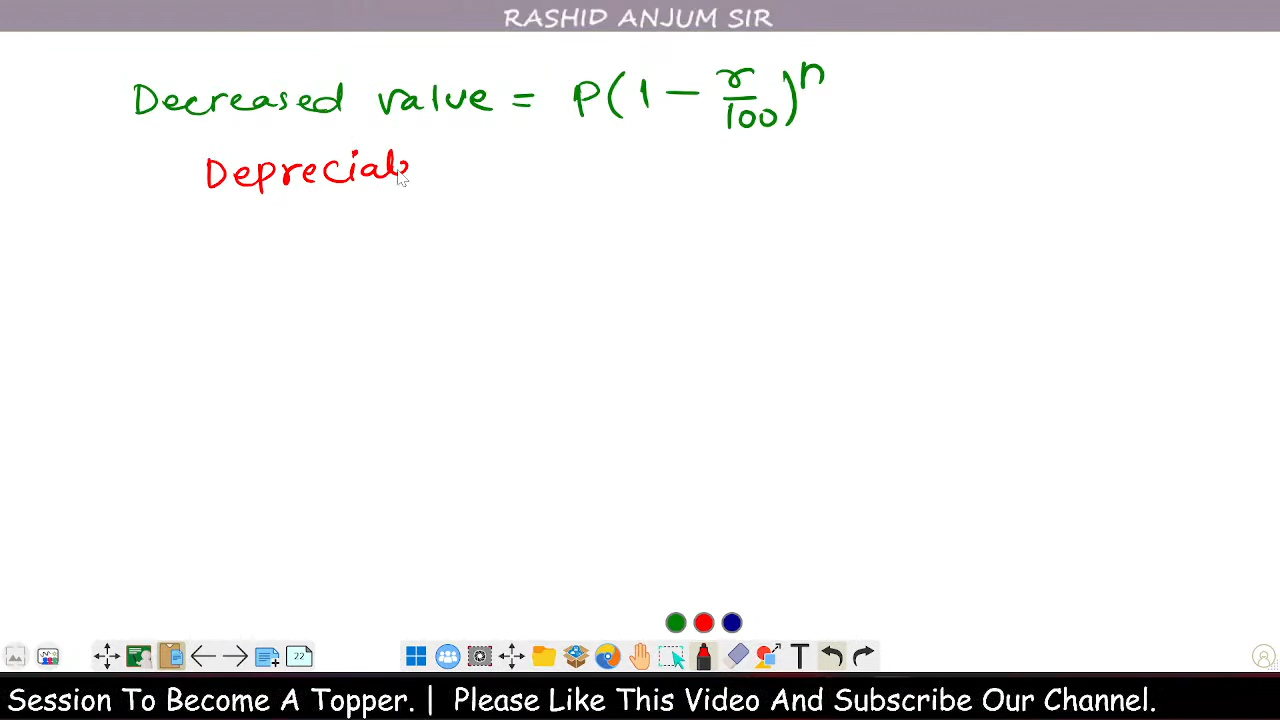 RASHID ANJUM SIR
Decreased value = P(1 - r/100)^n
Depreciat
22
Session To Become A Topper. | Please Like This Video And Subscribe Our Channel.